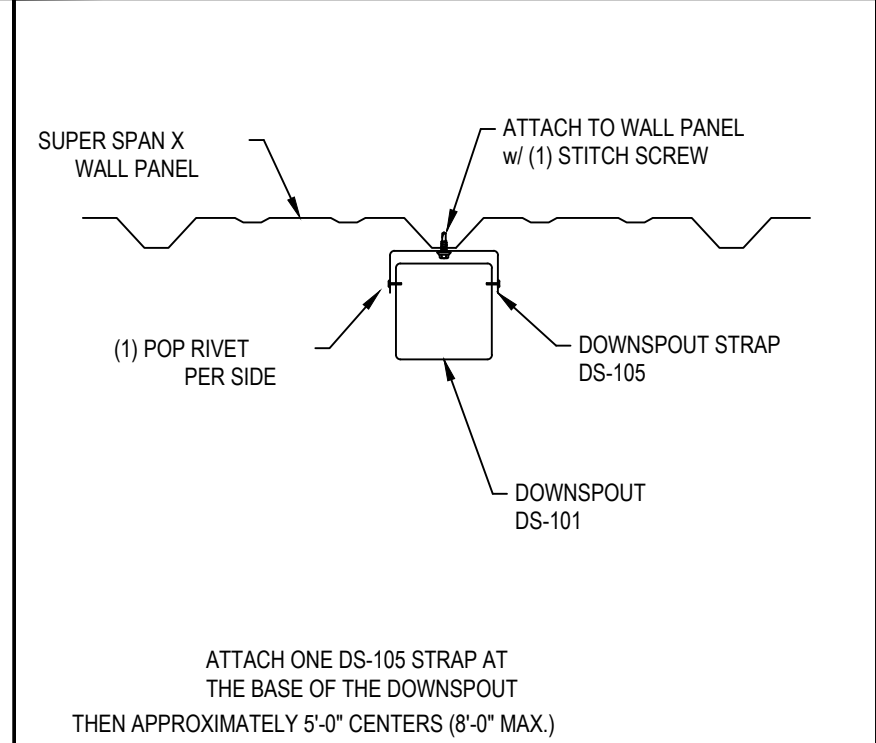 SUPER SPAN X
WALL PANEL
ATTACH TO WALL PANEL
w/ (1) STITCH SCREW
(1) POP RIVET
PER SIDE
DOWNSPOUT STRAP
DS-105
DOWNSPOUT
DS-101
ATTACH ONE DS-105 STRAP AT
THE BASE OF THE DOWNSPOUT
THEN APPROXIMATELY 5'-0" CENTERS (8'-0" MAX.)